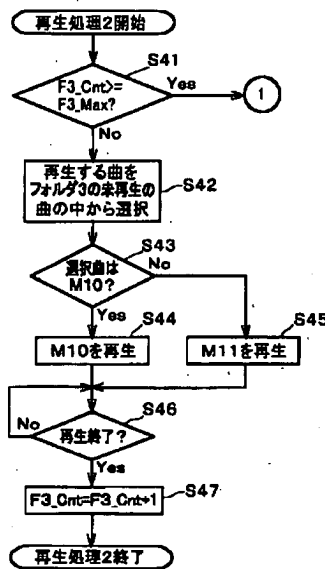 再生処理2開始
S41
F3_Cnt>=
F3_Max?
Yes
1
No
再生する曲を
フォルダ3の未再生の
曲の中から選択
S42
S43
選択曲は
M10?
No
Yes
S44
S45
M10を再生
M11を再生
S46
No
再生終了?
Yes
S47
F3_Cnt=F3_Cnt+1
再生処理2終了